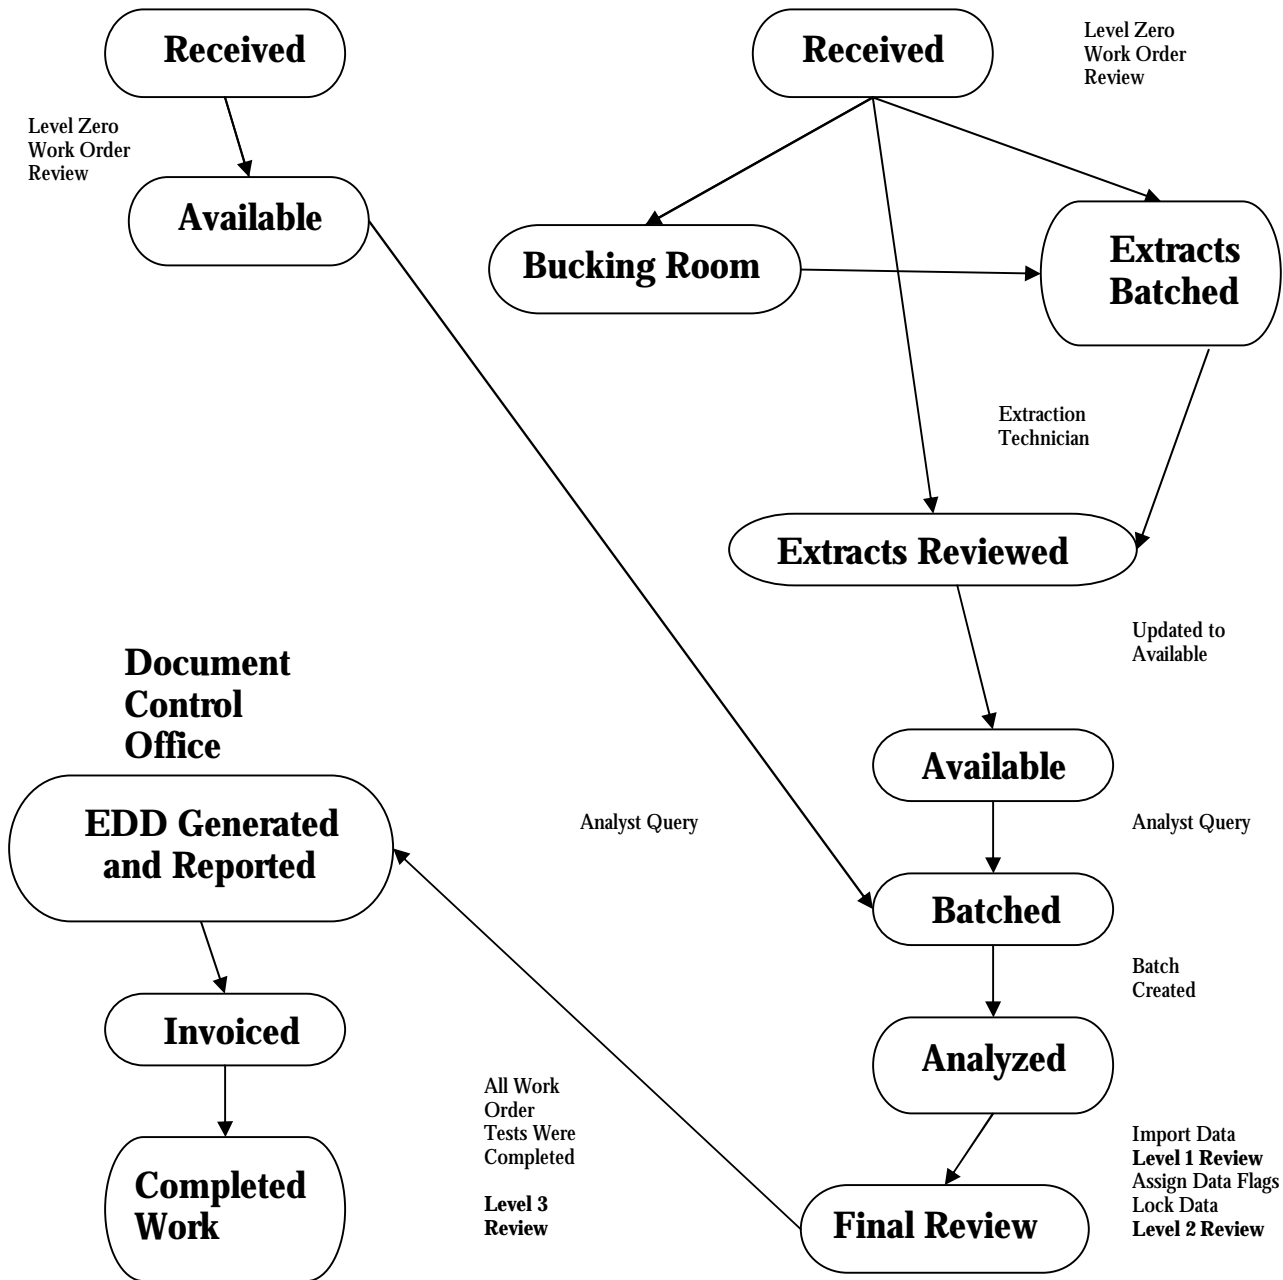 Received
Received
Level Zero
Work Order
Review
Level Zero
Work Order
Review
Available
Bucking Room
Extracts
Batched
Extraction
Technician
Extracts Reviewed
Updated to
Available
Document
Control
Office
Available
EDD Generated
and Reported
Analyst Query
Analyst Query
Batched
Batch
Created
Invoiced
Analyzed
All Work
Order
Tests Were
Completed
Level 3
Review
Import Data
Level 1 Review
Assign Data Flags
Lock Data
Level 2 Review
Completed
Work
Final Review